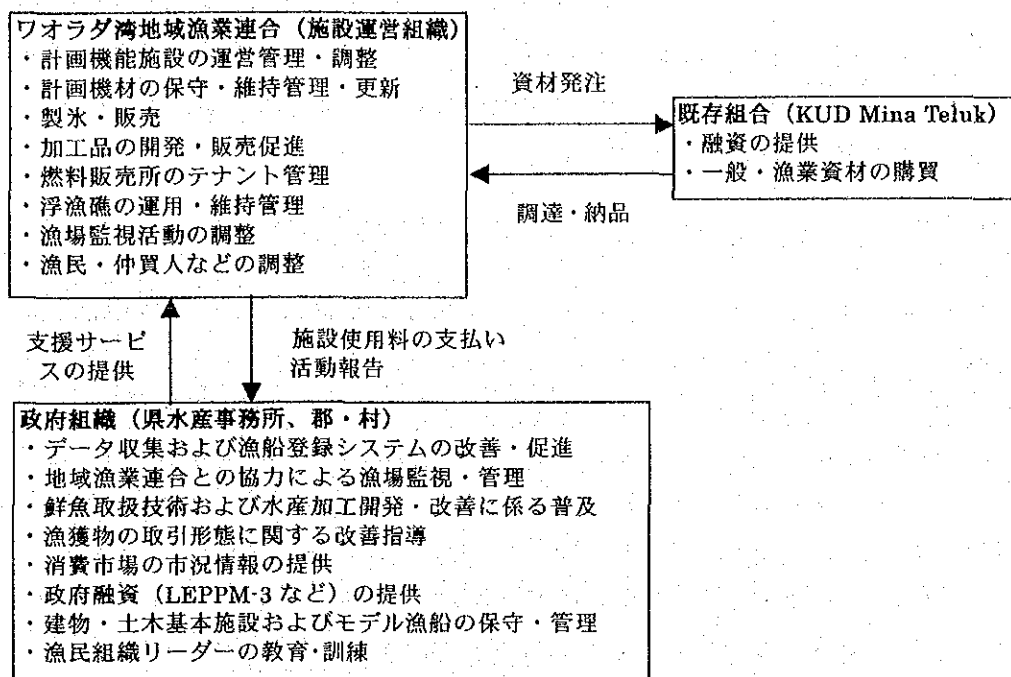 ワオラダ湾地域漁業連合（施設運営組織）
・計画機能施設の運営管理・調整
・計画機材の保守・維持管理・更新
・製氷・販売
・加工品の開発・販売促進
・燃料販売所のテナント管理
・浮漁礁の運用・維持管理
・漁場監視活動の調整
・漁民・仲買人などの調整
資材発注
既存組合（KUD Mina Teluk）
・融資の提供
・一般・漁業資材の購買
調達・納品
支援サービ
スの提供
施設使用料の支払い
活動報告
政府組織（県水産事務所、郡・村）
・データ収集および漁船登録システムの改善・促進
・地域漁業連合との協力による漁場監視・管理
・鮮魚取扱技術および水産加工開発・改善に係る普及
・漁獲物の取引形態に関する改善指導
・消費市場の市況情報の提供
・政府融資（LEPPM-3 など）の提供
・建物・土木基本施設およびモデル漁船の保守・管理
・漁民組織リーダーの教育・訓練